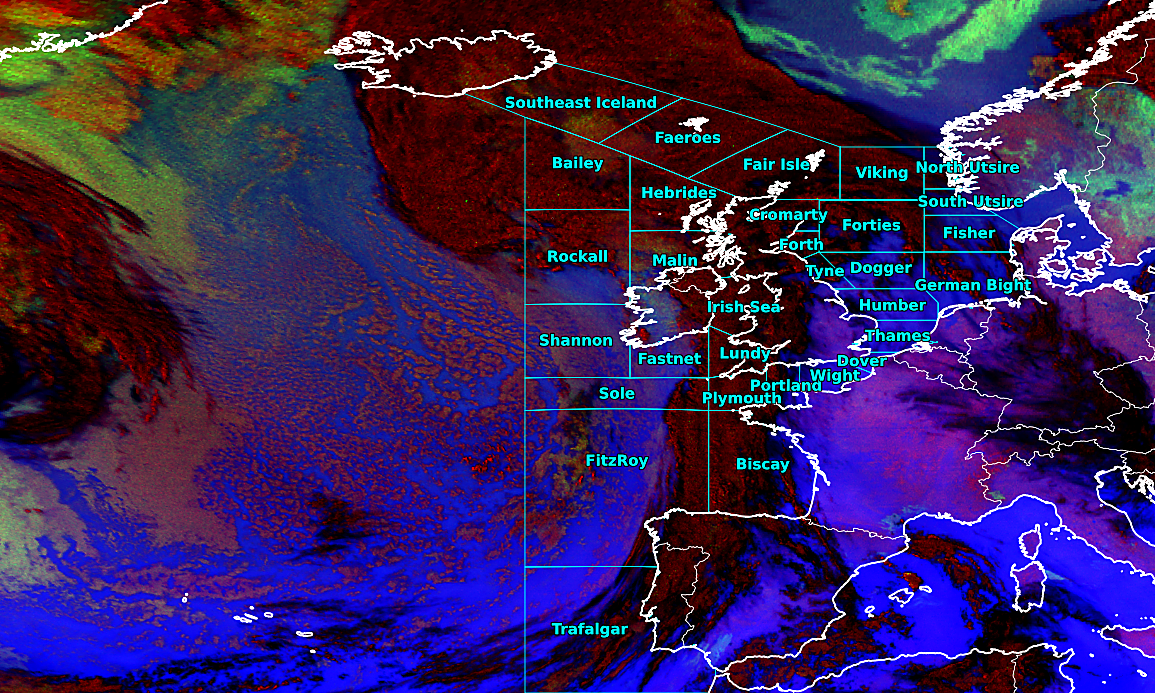 Southeast Iceland
Faeroes
Bailey
Fair Isle
Viking
North Utsire
Hebrides
South Utsire
Cromarty
Forties
Fisher
Forth
Rockall
Malin
Tyne
Dogger
German Bight
Irish Sea
Humber
Shannon
Thames
Fastnet
Lundy
Dover
Wight
Portland
Sole
Plymouth
FitzRoy
Biscay
Trafalgar